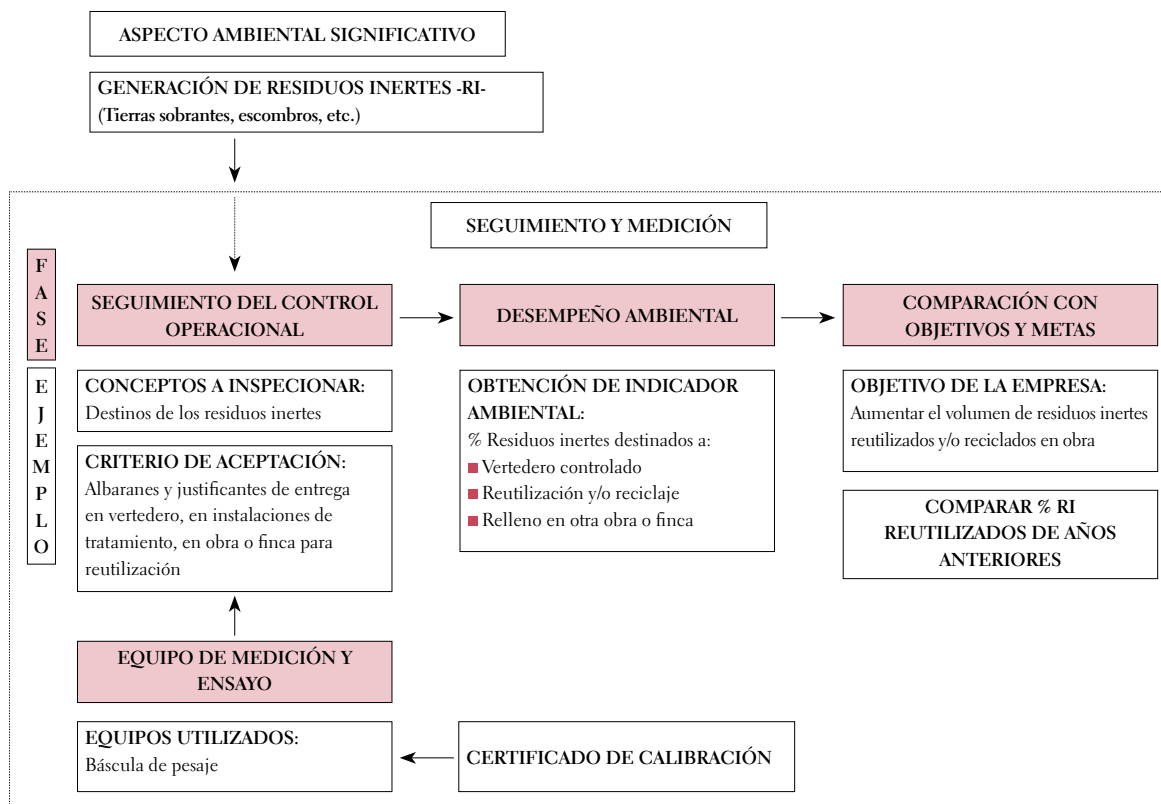 ASPECTO AMBIENTAL SIGNIFICATIVO
GENERACIÓN DE RESIDUOS INERTES -RI-
(Tierras sobrantes, escombros, etc.)
SEGUIMIENTO Y MEDICIÓN
FASE
SEGUIMIENTO DEL CONTROL
OPERACIONAL
DESEMPEÑO AMBIENTAL
COMPARACIÓN CON
OBJETIVOS Y METAS
EJEMPLO
CONCEPTOS A INSPECIONAR:
Destinos de los residuos inertes
CRITERIO DE ACEPTACIÓN:
Albaranes y justificantes de entrega
en vertedero, en instalaciones de
tratamiento, en obra o finca para
reutilización
OBTENCIÓN DE INDICADOR
AMBIENTAL:
% Residuos inertes destinados a:
■ Vertedero controlado
■ Reutilización y/o reciclaje
■ Relleno en otra obra o finca
OBJETIVO DE LA EMPRESA:
Aumentar el volumen de residuos inertes
reutilizados y/o reciclados en obra
COMPARAR % RI
REUTILIZADOS DE AÑOS
ANTERIORES
EQUIPO DE MEDICIÓN Y
ENSAYO
EQUIPOS UTILIZADOS:
Báscula de pesaje
CERTIFICADO DE CALIBRACIÓN